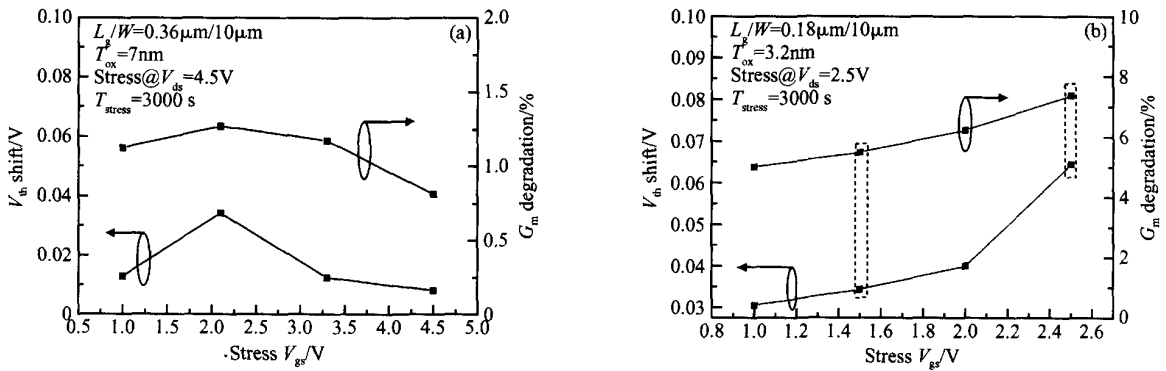 (a)
L_g/W=0.36μm/10μm
T_ox=7nm
Stress@V_ds=4.5V
T_stress=3000 s
V_th shift/V
0.10
0.08
0.06
0.04
0.02
0
G_m degradation/%
2.0
1.5
1.0
0.5
0
0.5 1.0 1.5 2.0 2.5 3.0 3.5 4.0 4.5 5.0
Stress V_gs/V
(b)
L_g/W=0.18μm/10μm
T_ox=3.2nm
Stress@V_ds=2.5V
T_stress=3000 s
V_th shift/V
0.10
0.09
0.08
0.07
0.06
0.05
0.04
0.03
G_m degradation/%
10
8
6
4
2
0
0.8 1.0 1.2 1.4 1.6 1.8 2.0 2.2 2.4 2.6
Stress V_gs/V